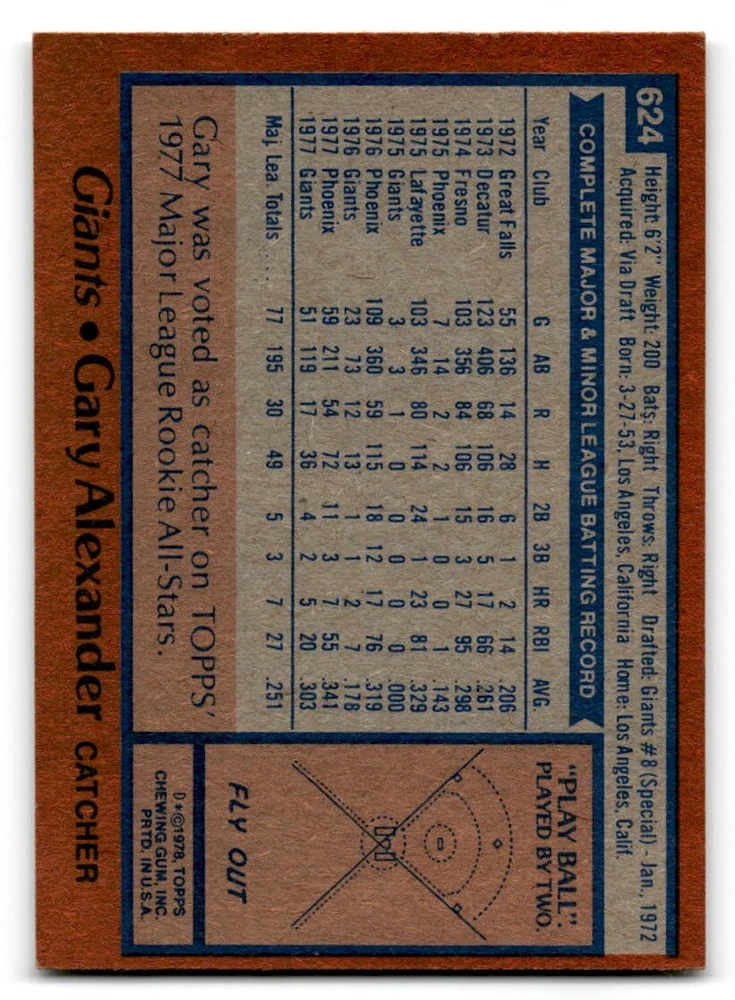 624
Height: 6'2" Weight: 200 Bats: Right Throws: Right Drafted: Giants #8 (Special) - Jan., 1972
Acquired: Via Draft Born: 3-27-53, Los Angeles, California Home: Los Angeles, Calif.
COMPLETE MAJOR & MINOR LEAGUE BATTING RECORD
Year Club G AB R H 2B 3B HR RBI AVG.
1972 Great Falls 55 136 14 28 6 1 2 14 .206
1973 Decatur 123 406 68 106 16 5 17 66 .261
1974 Fresno 103 356 84 106 15 3 27 95 .298
1975 Phoenix 7 14 2 2 1 0 0 1 .143
1975 Lafayette 103 346 80 114 24 1 23 81 .329
1975 Giants 3 3 1 0 0 0 0 0 .000
1976 Phoenix 109 360 59 115 18 12 17 76 .319
1976 Giants 23 73 12 13 1 1 2 7 .178
1977 Phoenix 59 211 54 72 11 3 7 55 .341
1977 Giants 51 119 17 36 4 2 5 20 .303
Maj. Lea. Totals .... 77 195 30 49 5 3 7 27 .251
Gary was voted as catcher on TOPPS'
1977 Major League Rookie All-Stars.
"PLAY BALL"
PLAYED BY TWO.
FLY OUT
D*©1978, TOPPS
CHEWING GUM, INC.
PRTD. IN U.S.A.
Giants • Gary Alexander CATCHER